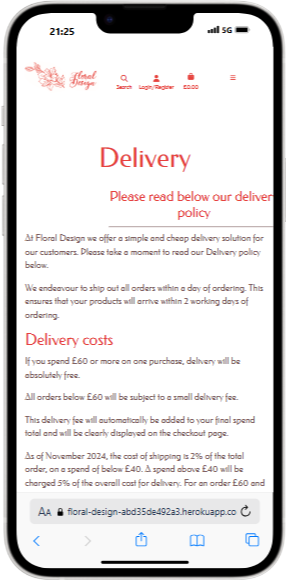 21:25
5G
Floral
Design
Search
Login/Register
£0.00
Delivery
Please read below our deliver
policy
At Floral Design we offer a simple and cheap delivery solution for
our customers. Please take a moment to read our Delivery policy
below.
We endeavour to ship out all orders within a day of ordering. This
ensures that your products will arrive within 2 working days of
ordering.
Delivery costs
If you spend £60 or more on one purchase, delivery will be
absolutely free.
All orders below £60 will be subject to a small delivery fee.
This delivery fee will automatically be added to your final spend
total and will be clearly displayed on the checkout page.
As of November 2024, the cost of shipping is 2% of the total
order, on a spend of below £40. A spend above £40 will be
charged 5% of the overall cost for delivery. For an order £60 and
AA
floral-design-abd35de492a3.herokuapp.co